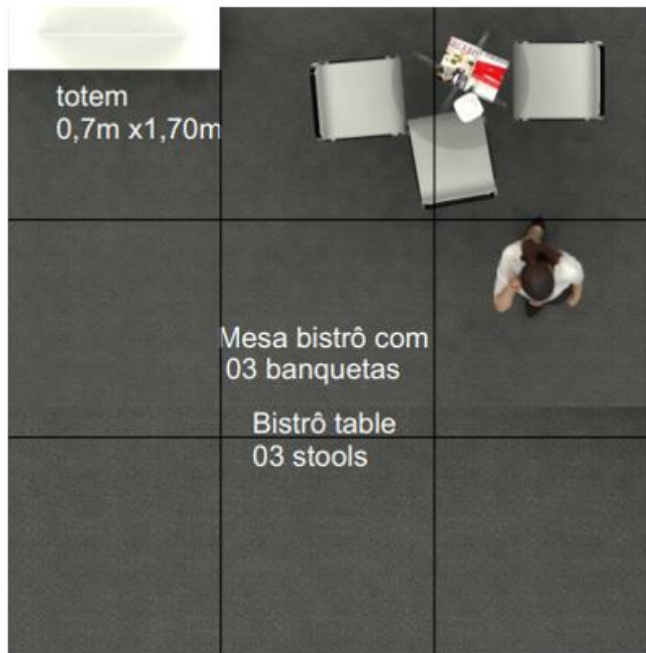 totem
0,7m x1,70m
Mesa bistrô com
03 banquetas
Bistrô table
03 stools